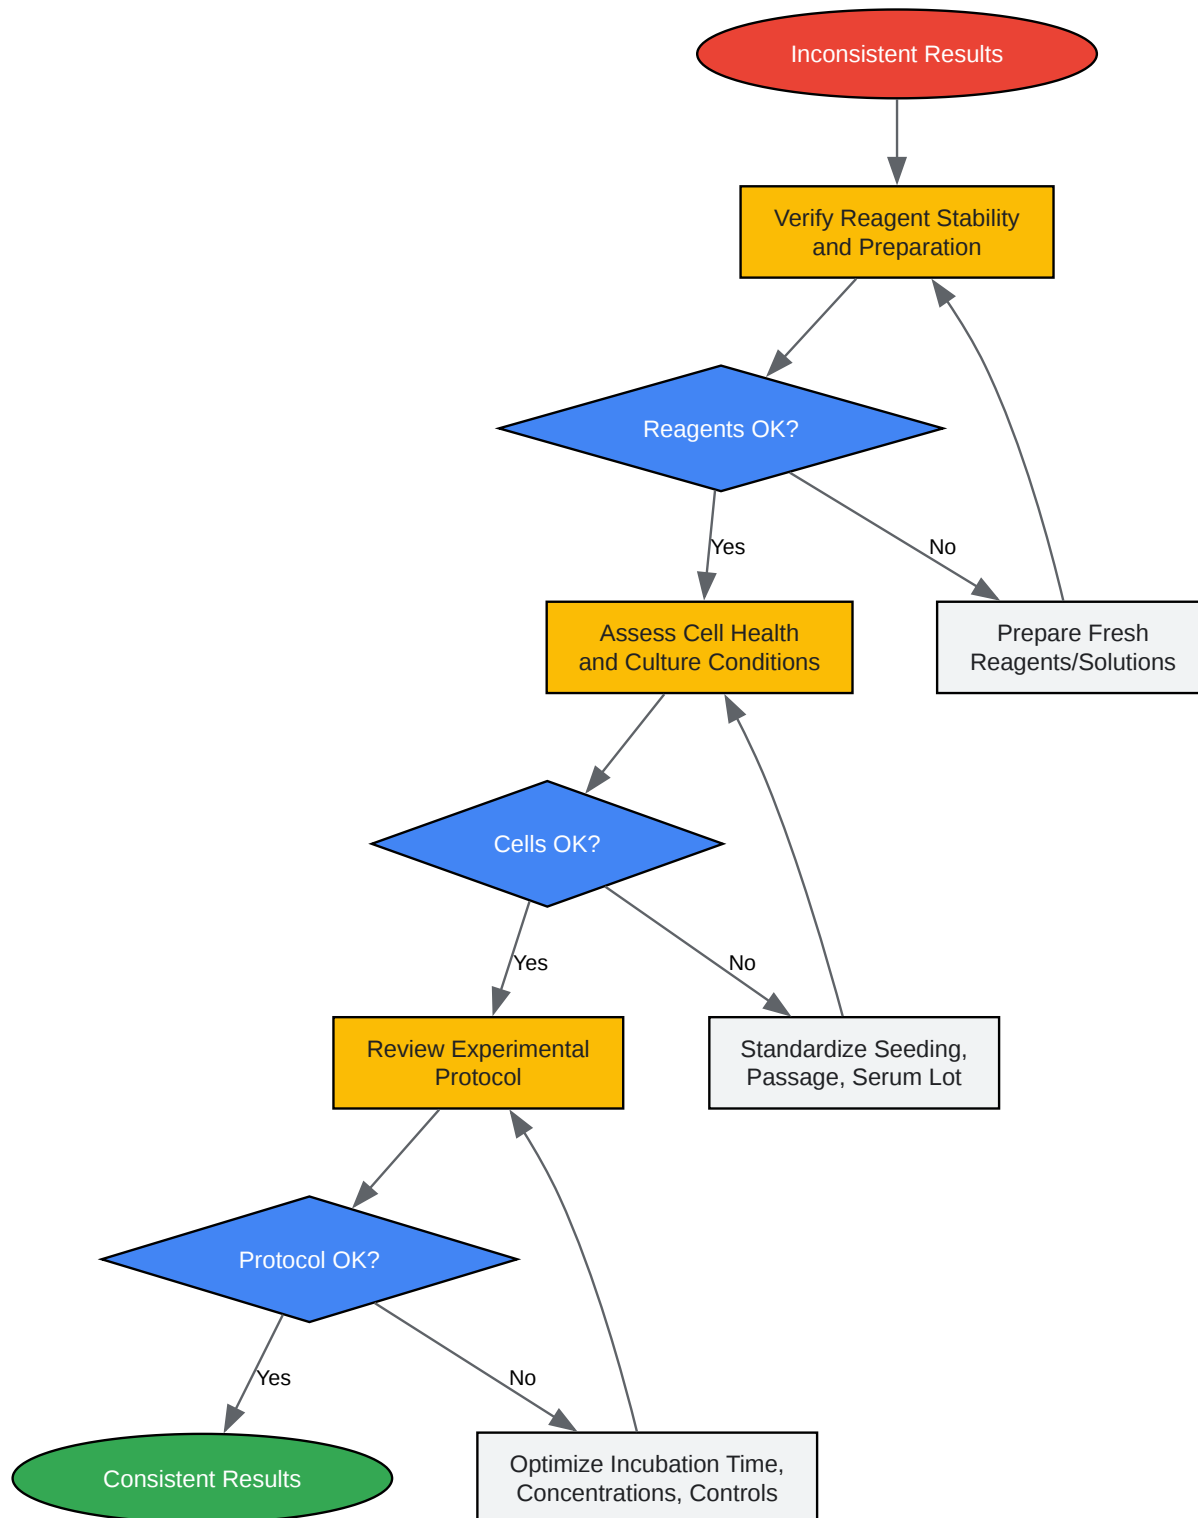 Inconsistent Results
Verify Reagent Stability
and Preparation
Reagents OK?
Yes
No
Assess Cell Health
and Culture Conditions
Prepare Fresh
Reagents/Solutions
Cells OK?
Yes
No
Review Experimental
Protocol
Standardize Seeding,
Passage, Serum Lot
Protocol OK?
Yes
No
Consistent Results
Optimize Incubation Time,
Concentrations, Controls